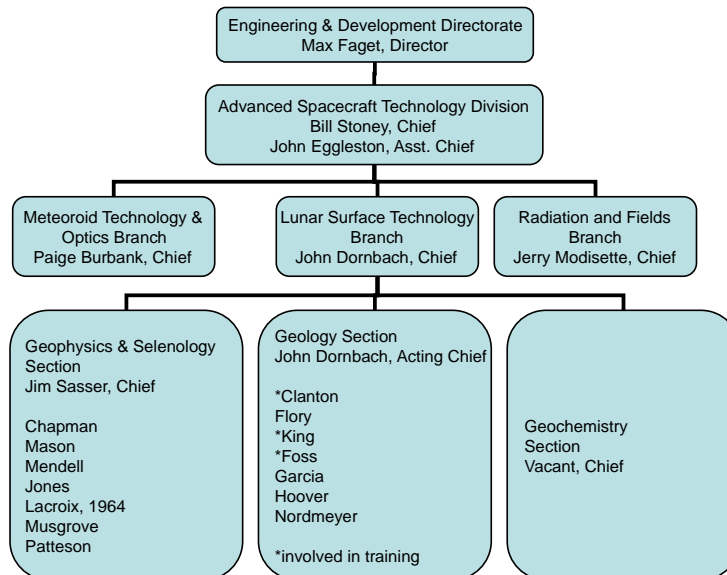 Engineering & Development Directorate
Max Faget, Director
Advanced Spacecraft Technology Division
Bill Stoney, Chief
John Eggleston, Asst. Chief
Meteoroid Technology &
Optics Branch
Paige Burbank, Chief
Lunar Surface Technology
Branch
John Dornbach, Chief
Radiation and Fields
Branch
Jerry Modisette, Chief
Geophysics & Selenology
Section
Jim Sasser, Chief
Chapman
Mason
Mendell
Jones
Lacroix, 1964
Musgrove
Patteson
Geology Section
John Dornbach, Acting Chief
*Clanton
Flory
*King
*Foss
Garcia
Hoover
Nordmeyer
*involved in training
Geochemistry
Section
Vacant, Chief